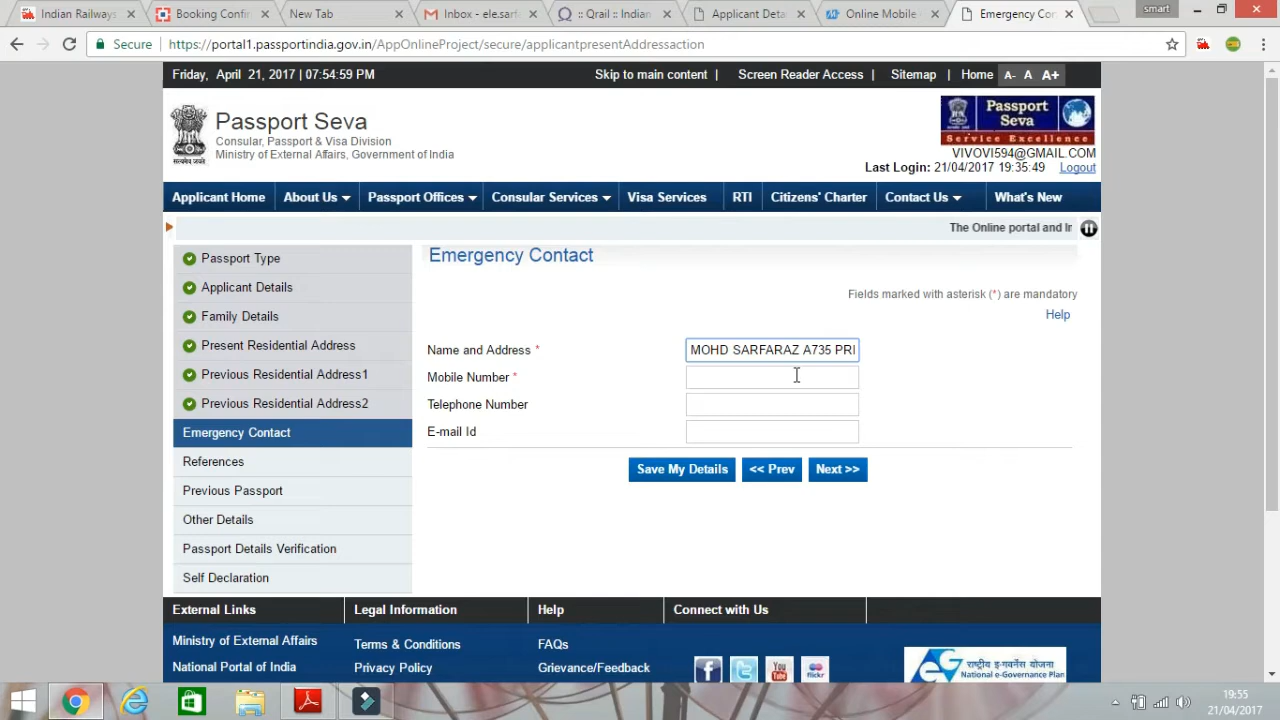 Indian Railways
Booking Confi
New Tab
Inbox - ele.sarf
:: Qrail :: Indian
Applicant Deta
Online Mobile
Emergency Con
smart
Secure
https://portal1.passportindia.gov.in/AppOnlineProject/secure/applicantpresentAddressaction
Friday, April 21, 2017 | 07:54:59 PM
Skip to main content |
Screen Reader Access |
Sitemap |
Home
A-
A
A+
Passport Seva
Consular, Passport & Visa Division
Ministry of External Affairs, Government of India
Passport
Seva
Service Excellence
VIVOVI594@GMAIL.COM
Last Login: 21/04/2017 19:35:49
Logout
Applicant Home
About Us
Passport Offices
Consular Services
Visa Services
RTI
Citizens' Charter
Contact Us
What's New
The Online portal and Ir
Passport Type
Applicant Details
Family Details
Present Residential Address
Previous Residential Address1
Previous Residential Address2
Emergency Contact
References
Previous Passport
Other Details
Passport Details Verification
Self Declaration
Emergency Contact
Fields marked with asterisk (*) are mandatory
Help
Name and Address *
MOHD SARFARAZ A735 PRI
Mobile Number *
Telephone Number
E-mail Id
Save My Details
<< Prev
Next >>
External Links
Legal Information
Help
Connect with Us
Ministry of External Affairs
Terms & Conditions
FAQs
National Portal of India
Privacy Policy
Grievance/Feedback
f
You
Tube
flickr
राष्ट्रीय ई-गवर्नेंस योजना
National e-Governance Plan
19:55
21/04/2017